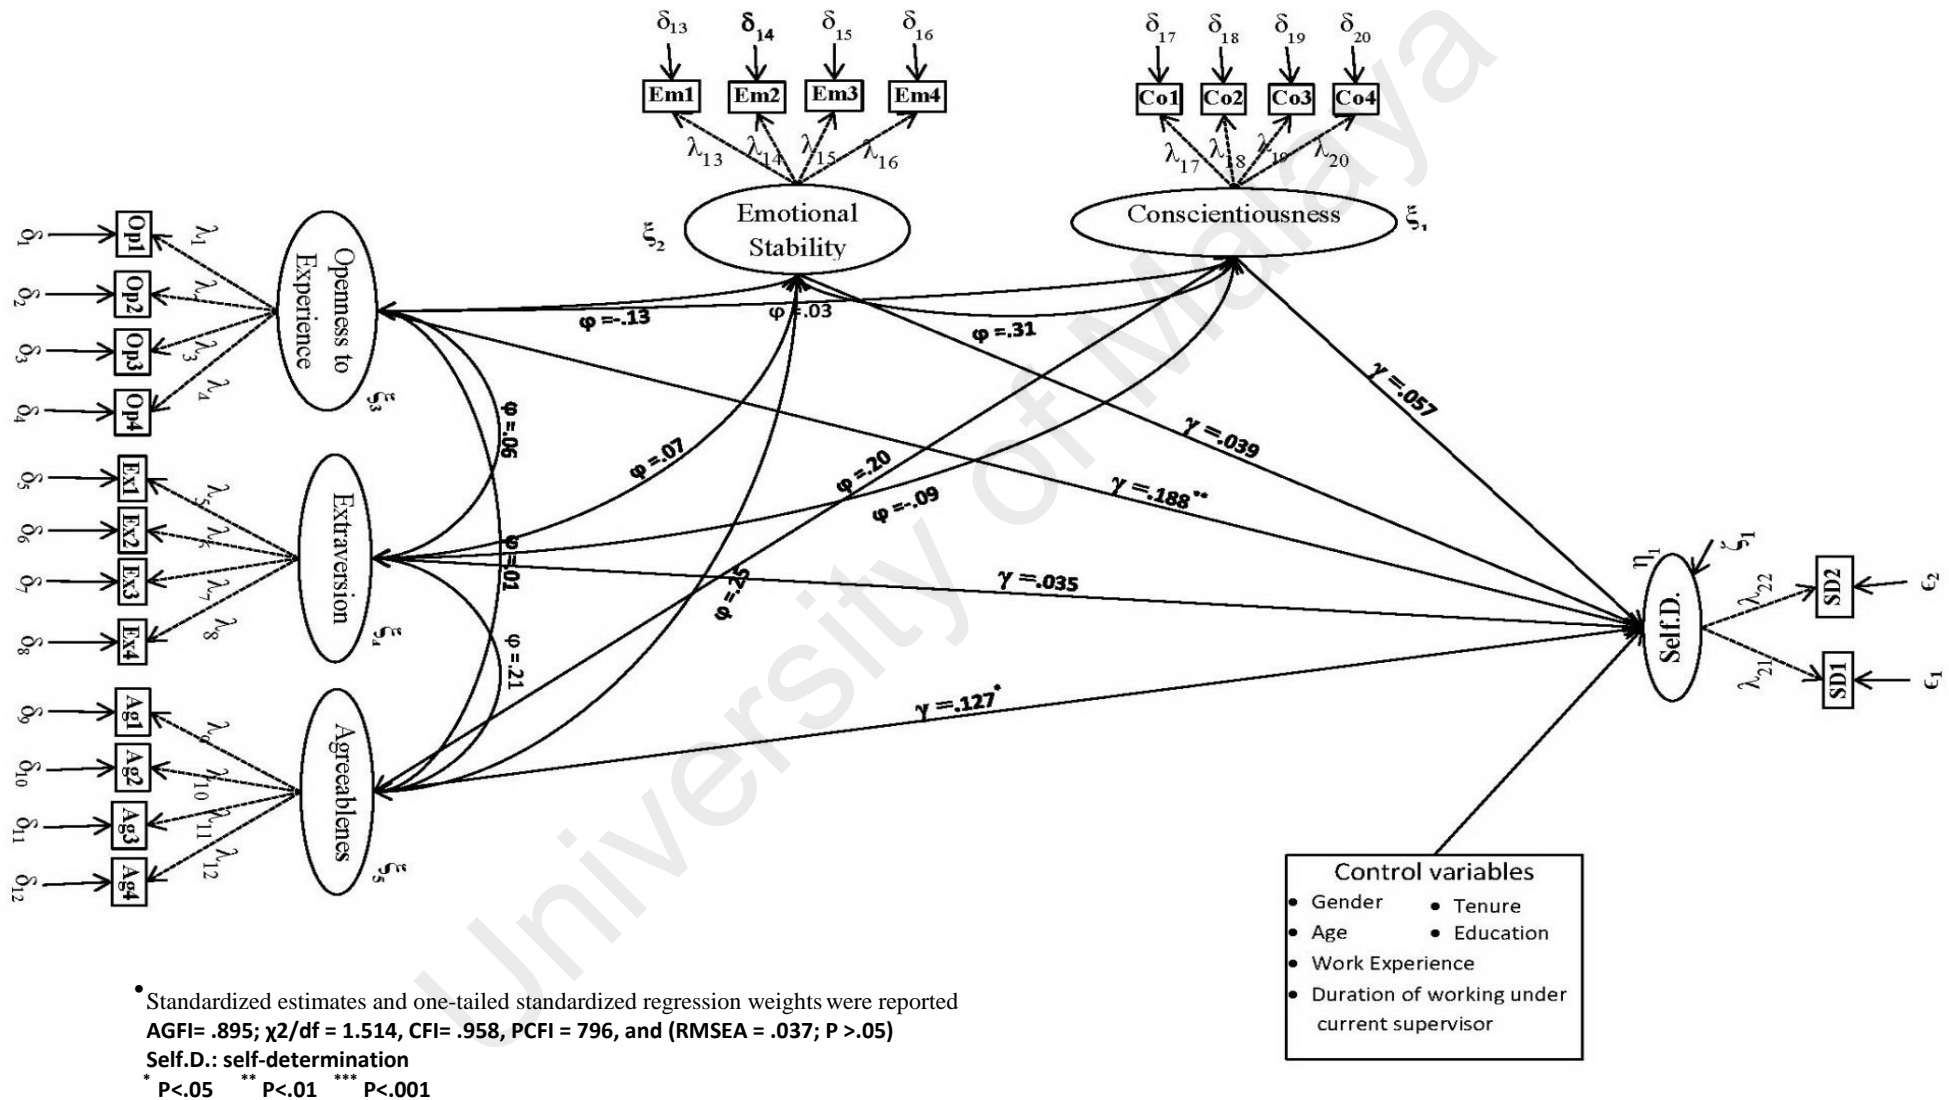 δ13
δ14
δ15
δ16
δ17
δ18
δ19
δ20
Em1
Em2
Em3
Em4
Co1
Co2
Co3
Co4
λ13
λ14
λ15
λ16
λ17
λ18
λ19
λ20
Emotional
Stability
ξ2
Conscientiousness
ξ1
δ1
Op1
λ1
δ2
Op2
δ3
Op3
λ3
δ4
Op4
λ4
Openness to
Experience
ξ3
φ =-.13
φ =.03
φ =.31
γ =.057
φ =.06
φ =.07
φ =.20
φ =-.09
γ =.039
γ =.188**
δ5
Ex1
λ5
δ6
Ex2
λ6
δ7
Ex3
λ7
δ8
Ex4
λ8
Extraversion
ξ4
φ =.01
φ =.25
γ =.035
φ =.21
γ =.127*
η1
ζ1
Self.D.
λ22
SD2
ϵ2
λ21
SD1
ϵ1
δ9
Ag1
λ9
δ10
Ag2
λ10
δ11
Ag3
λ11
δ12
Ag4
λ12
Agreeablenes
ξ5
Control variables
• Gender
• Tenure
• Age
• Education
• Work Experience
• Duration of working under
current supervisor
• Standardized estimates and one-tailed standardized regression weights were reported
AGFI= .895; χ2/df = 1.514, CFI= .958, PCFI = 796, and (RMSEA = .037; P >.05)
Self.D.: self-determination
* P<.05 ** P<.01 *** P<.001
University of Malaya